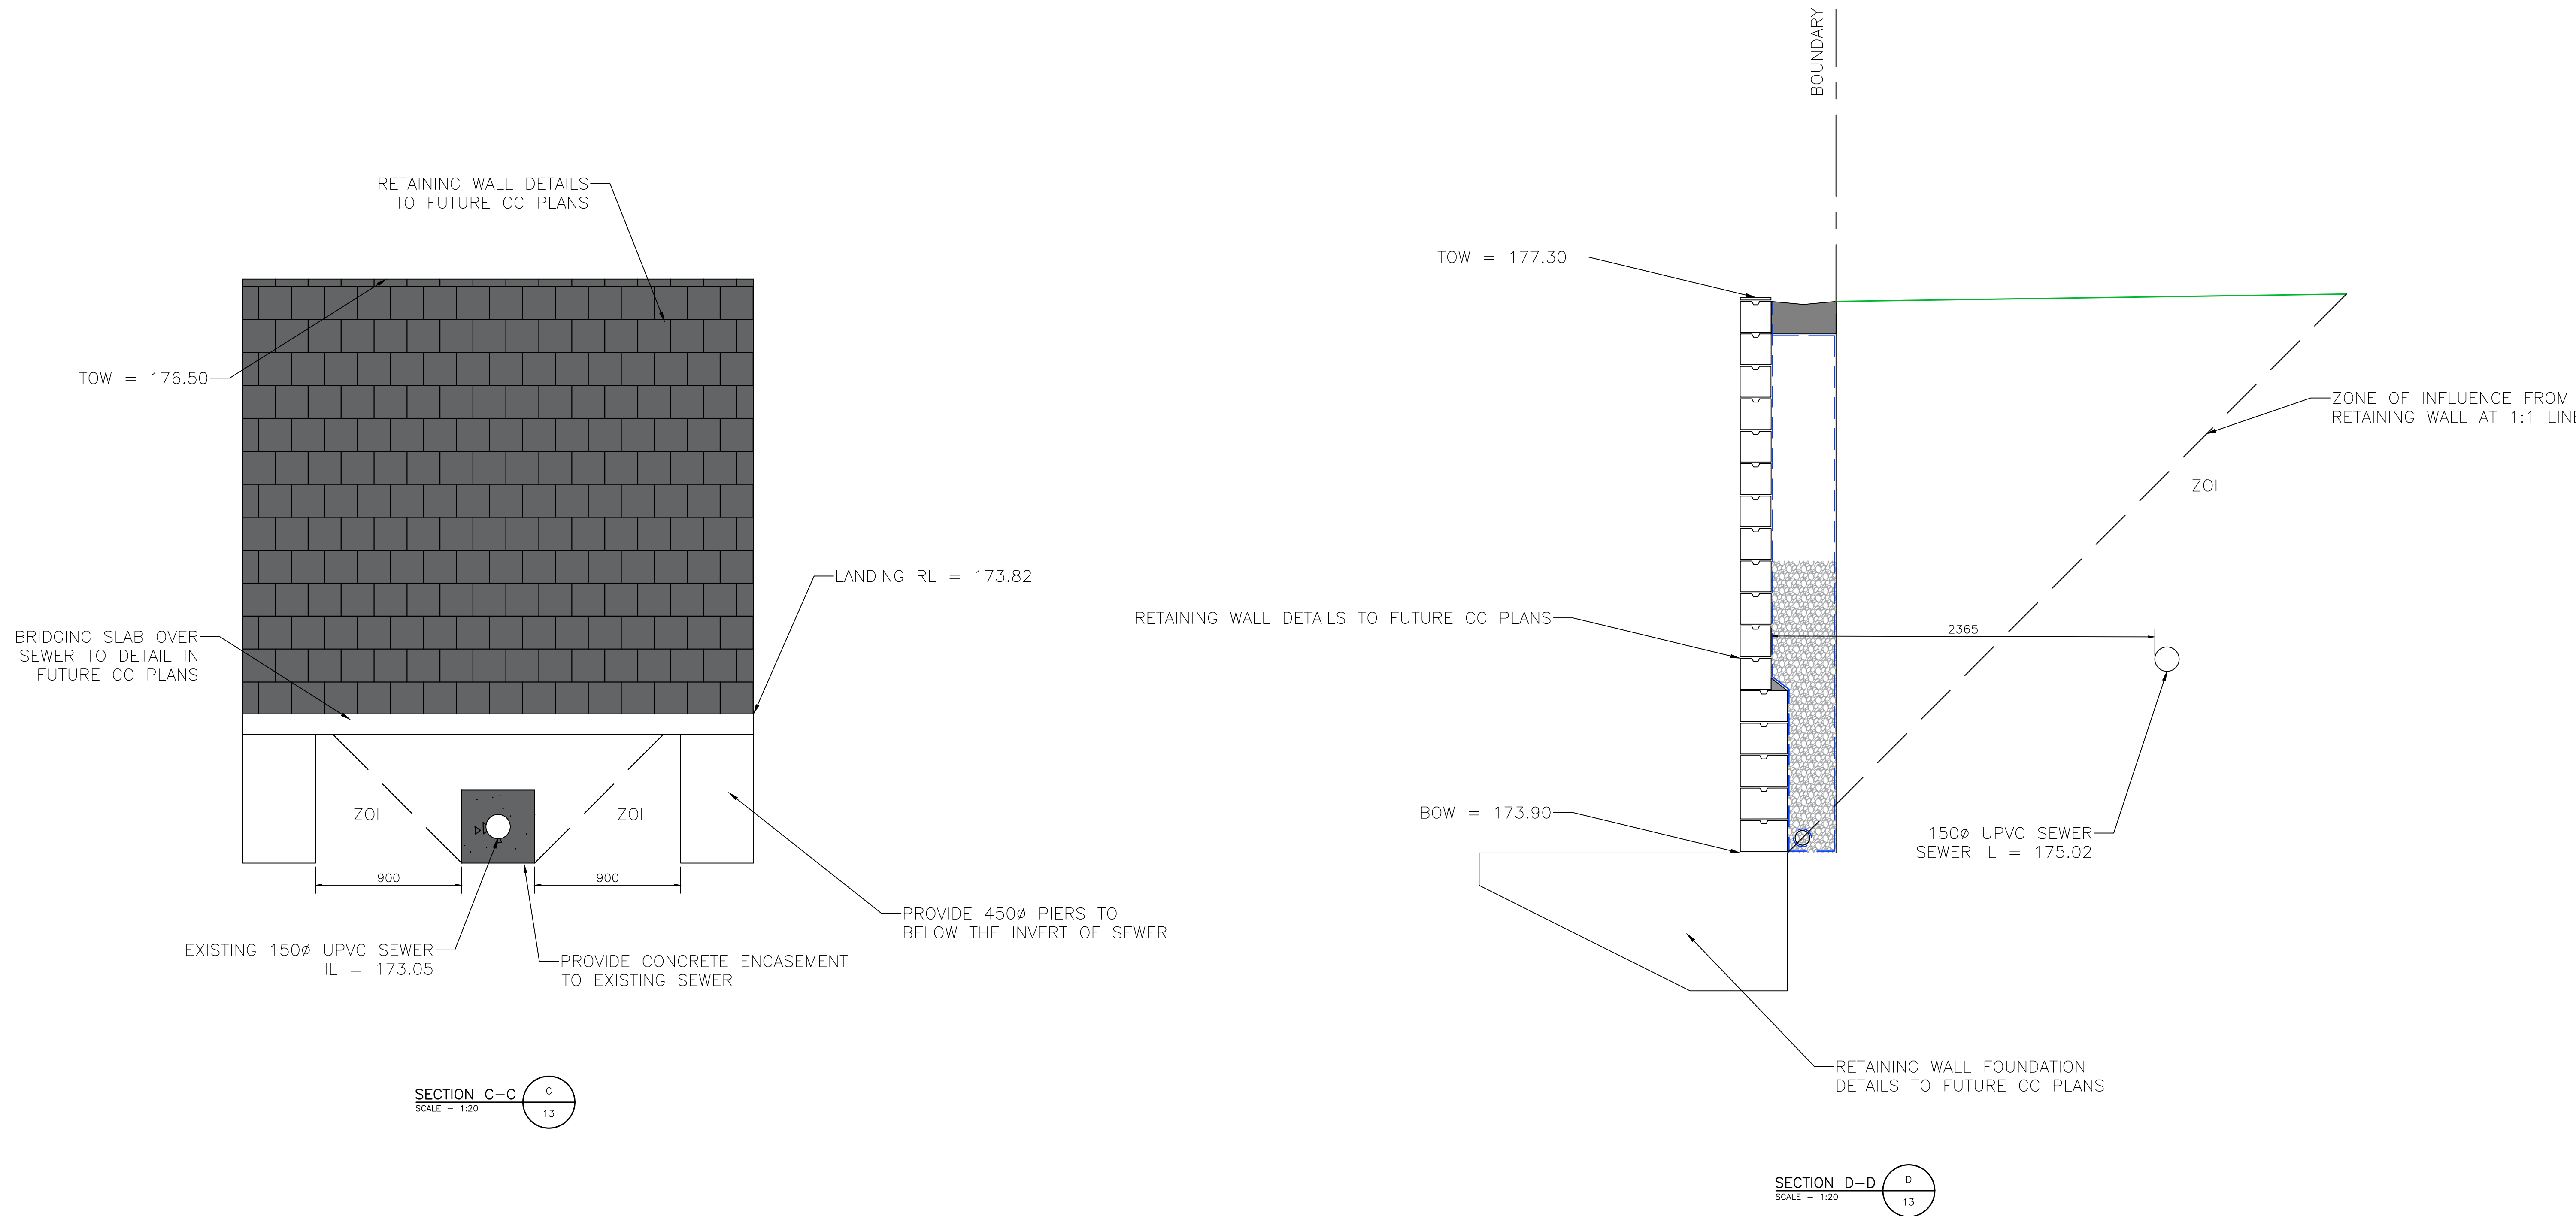 RETAINING WALL DETAILS
TO FUTURE CC PLANS
TOW = 176.50
LANDING RL = 173.82
BRIDGING SLAB OVER
SEWER TO DETAIL IN
FUTURE CC PLANS
ZOI
ZOI
900
900
PROVIDE 450ø PIERS TO
BELOW THE INVERT OF SEWER
EXISTING 150ø UPVC SEWER
IL = 173.05
PROVIDE CONCRETE ENCASEMENT
TO EXISTING SEWER
SECTION C-C
SCALE - 1:20
C
13
BOUNDARY
TOW = 177.30
ZONE OF INFLUENCE FROM
RETAINING WALL AT 1:1 LINE
ZOI
RETAINING WALL DETAILS TO FUTURE CC PLANS
2365
BOW = 173.90
150ø UPVC SEWER
SEWER IL = 175.02
RETAINING WALL FOUNDATION
DETAILS TO FUTURE CC PLANS
SECTION D-D
SCALE - 1:20
D
13